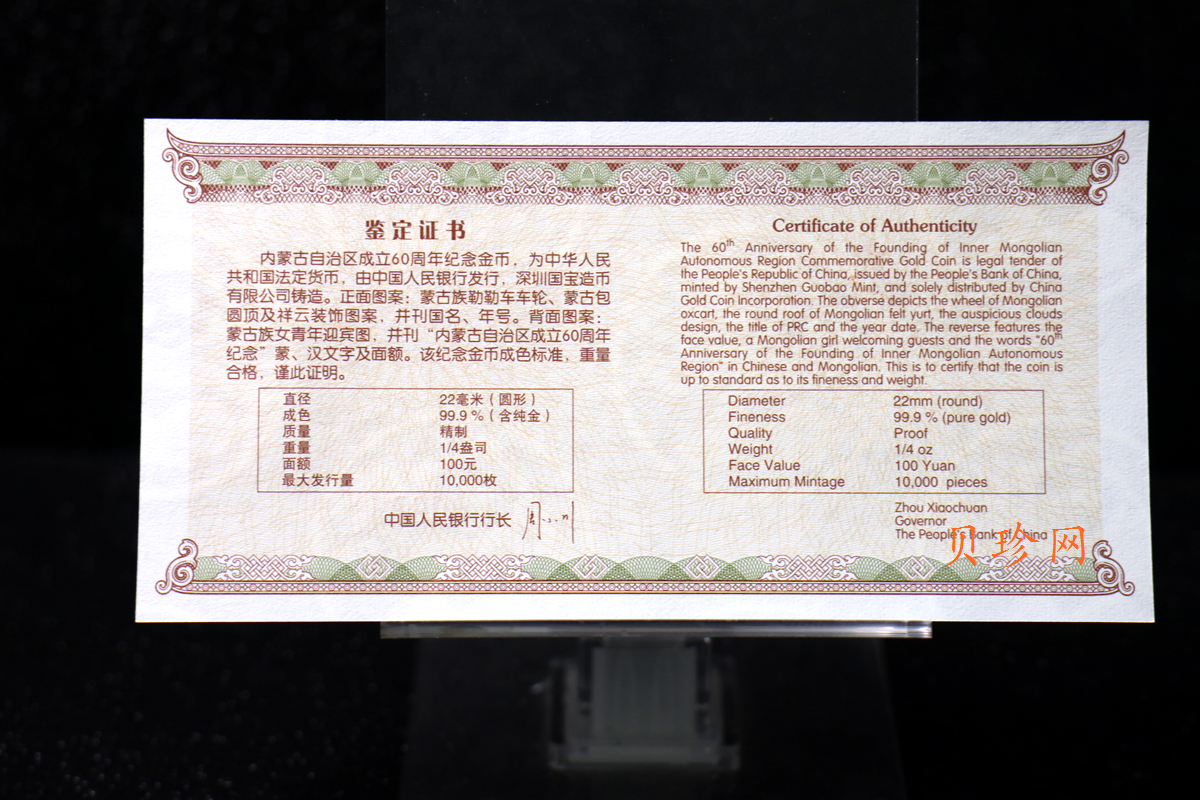 鉴定证书
内蒙古自治区成立60周年纪念金币，为中华人民
共和国法定货币，由中国人民银行发行，深圳国宝造币
有限公司铸造。正面图案：蒙古族勒勒车车轮、蒙古包
圆顶及祥云装饰图案，并刊国名、年号。背面图案：
蒙古族女青年迎宾图，并刊“内蒙古自治区成立60周年
纪念”蒙、汉文字及面额。该纪念金币成色标准，重量
合格，谨此证明。
直径 22毫米（圆形）
成色 99.9％（含纯金）
质量 精制
重量 1/4盎司
面额 100元
最大发行量 10,000枚
中国人民银行行长 周小川
Certificate of Authenticity
The 60th Anniversary of the Founding of Inner Mongolian
Autonomous Region Commemorative Gold Coin is legal tender of
the People's Republic of China, issued by the People's Bank of China,
minted by Shenzhen Guobao Mint, and solely distributed by China
Gold Coin Incorporation. The obverse depicts the wheel of Mongolian
oxcart, the round roof of Mongolian felt yurt, the auspicious clouds
design, the title of PRC and the year date. The reverse features the
face value, a Mongolian girl welcoming guests and the words "60th
Anniversary of the Founding of Inner Mongolian Autonomous
Region" in Chinese and Mongolian. This is to certify that the coin is
up to standard as to its fineness and weight.
Diameter 22mm (round)
Fineness 99.9 % (pure gold)
Quality Proof
Weight 1/4 oz
Face Value 100 Yuan
Maximum Mintage 10,000 pieces
Zhou Xiaochuan
Governor
The People's Bank of China
贝珍网